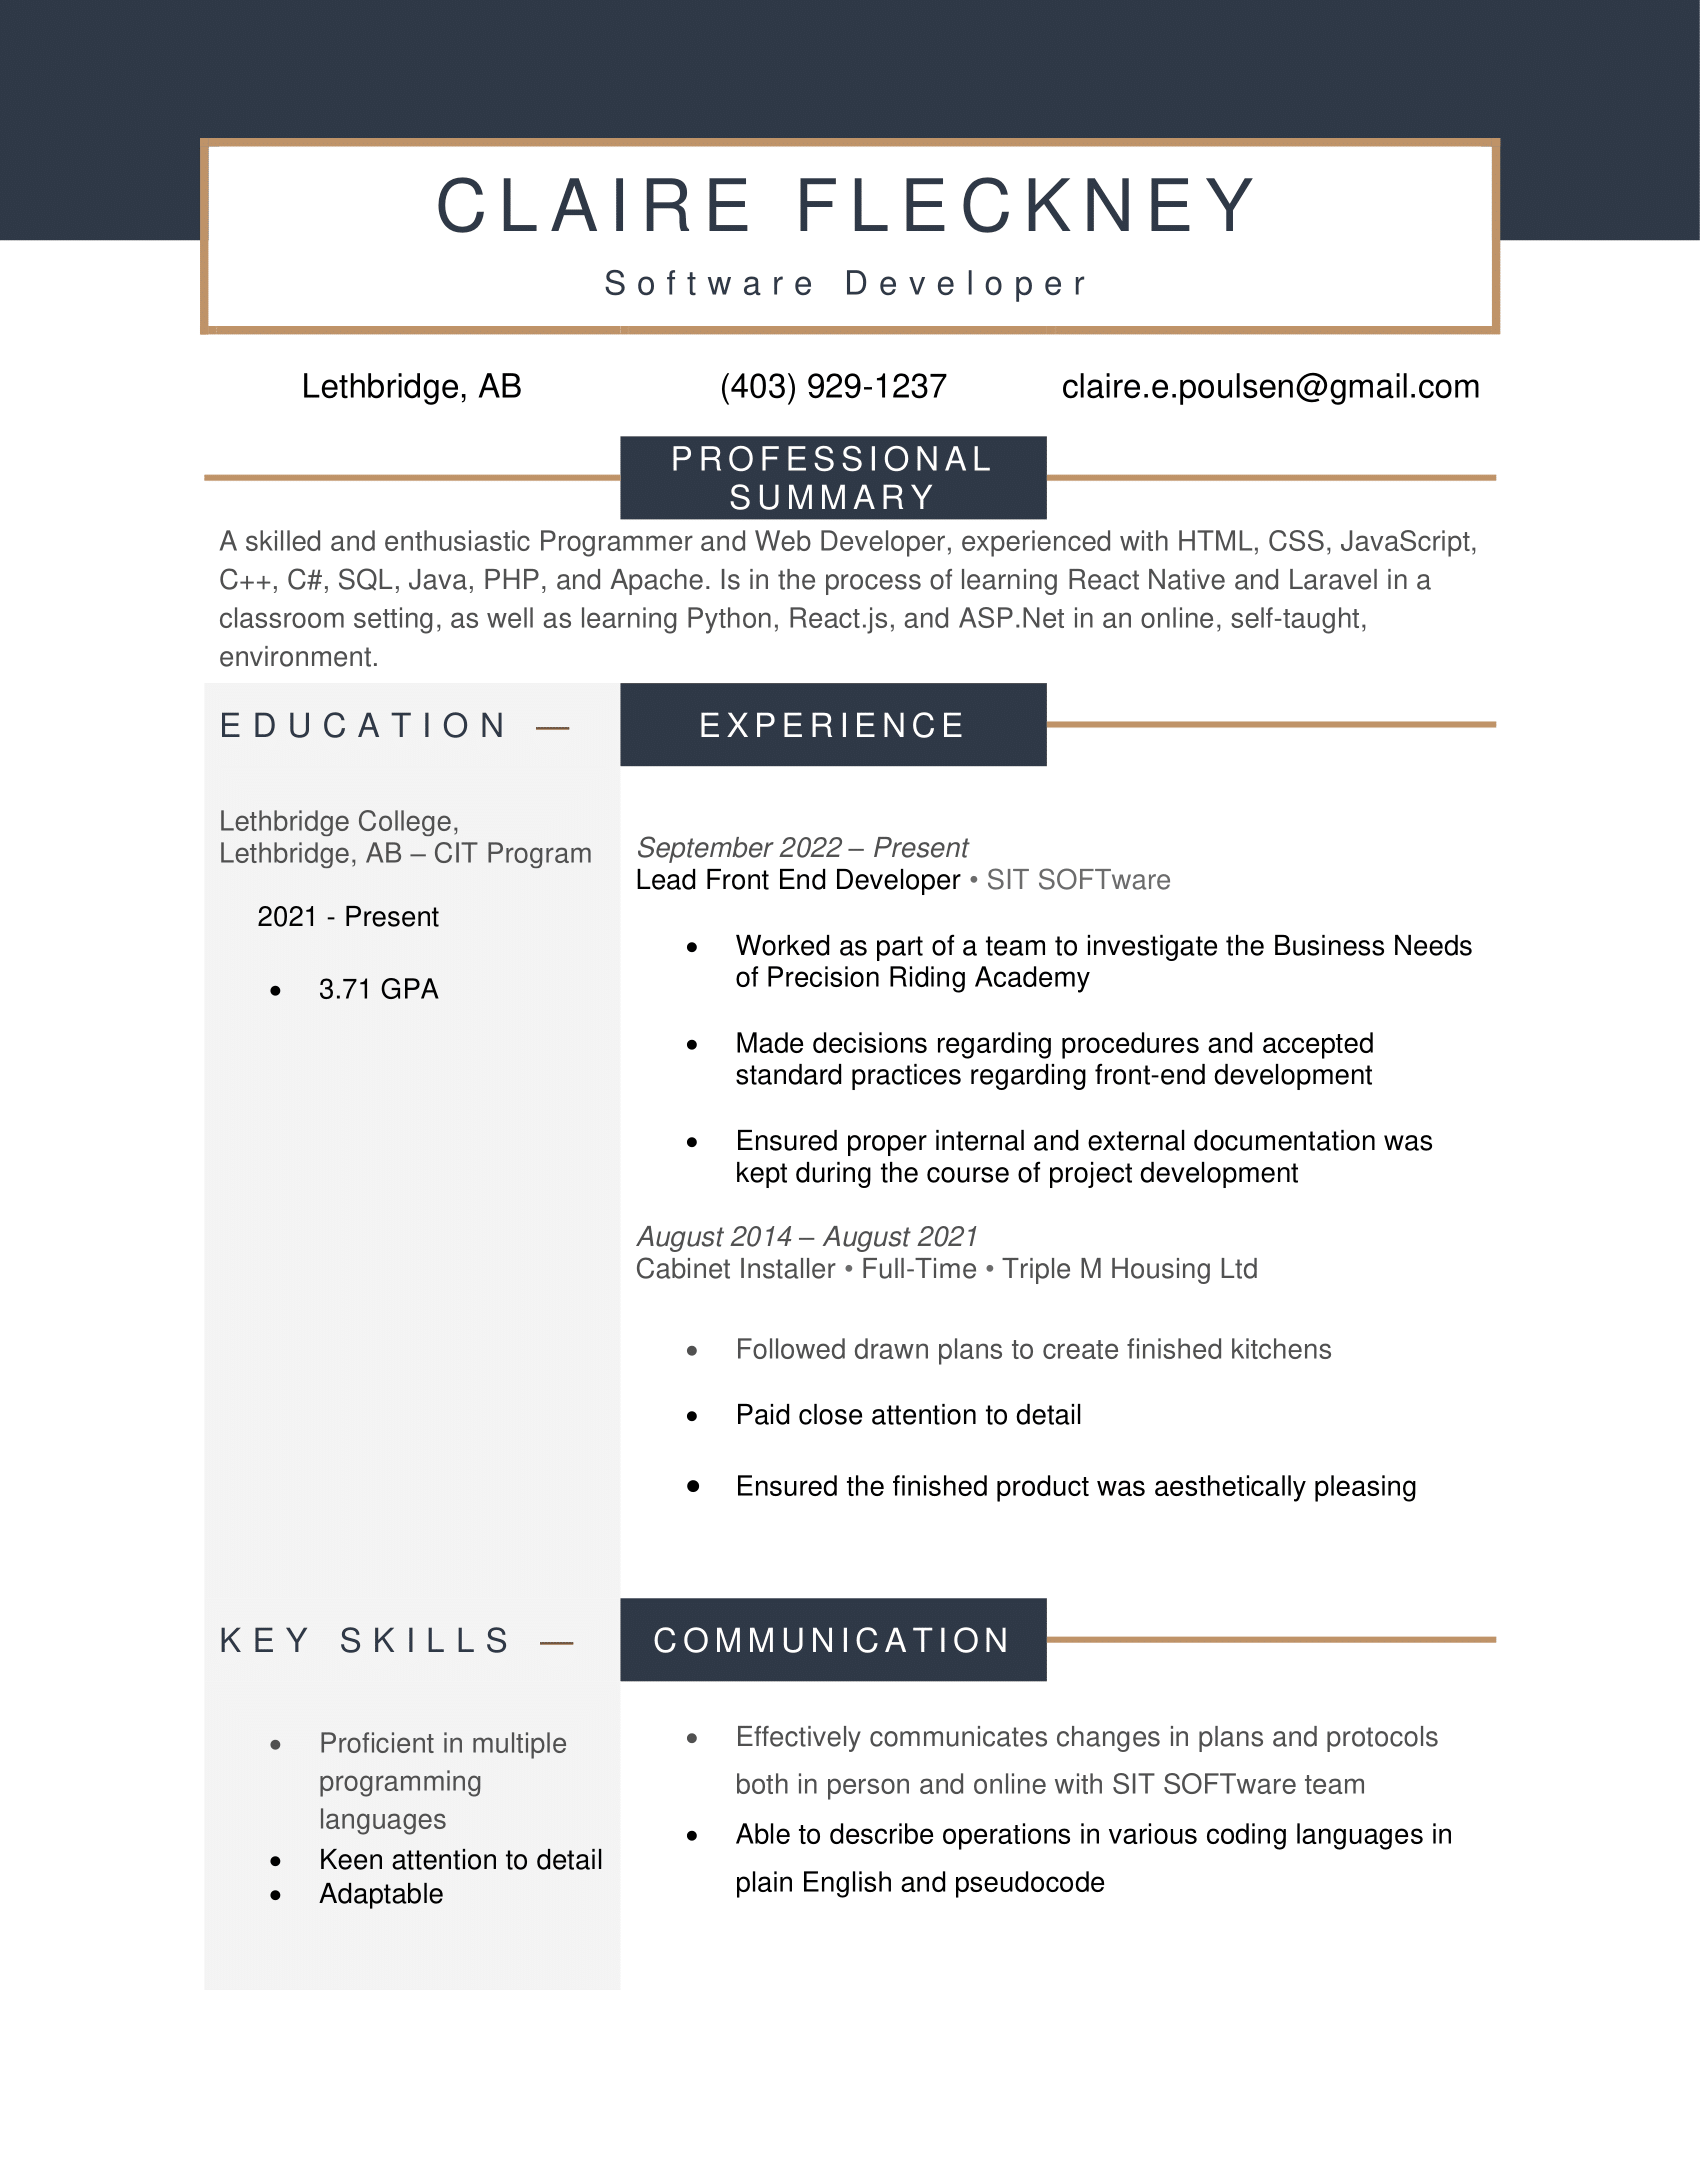 CLAIRE FLECKNEY
Software Developer
Lethbridge, AB
(403) 929-1237
claire.e.poulsen@gmail.com
PROFESSIONAL
SUMMARY
A skilled and enthusiastic Programmer and Web Developer, experienced with HTML, CSS, JavaScript,
C++, C#, SQL, Java, PHP, and Apache. Is in the process of learning React Native and Laravel in a
classroom setting, as well as learning Python, React.js, and ASP.Net in an online, self-taught,
environment.
EDUCATION —
Lethbridge College,
Lethbridge, AB – CIT Program
2021 - Present
• 3.71 GPA
EXPERIENCE
September 2022 – Present
Lead Front End Developer • SIT SOFTware
• Worked as part of a team to investigate the Business Needs
of Precision Riding Academy
• Made decisions regarding procedures and accepted
standard practices regarding front-end development
• Ensured proper internal and external documentation was
kept during the course of project development
August 2014 – August 2021
Cabinet Installer • Full-Time • Triple M Housing Ltd
• Followed drawn plans to create finished kitchens
• Paid close attention to detail
• Ensured the finished product was aesthetically pleasing
KEY SKILLS —
• Proficient in multiple
programming
languages
• Keen attention to detail
• Adaptable
COMMUNICATION
• Effectively communicates changes in plans and protocols
both in person and online with SIT SOFTware team
• Able to describe operations in various coding languages in
plain English and pseudocode